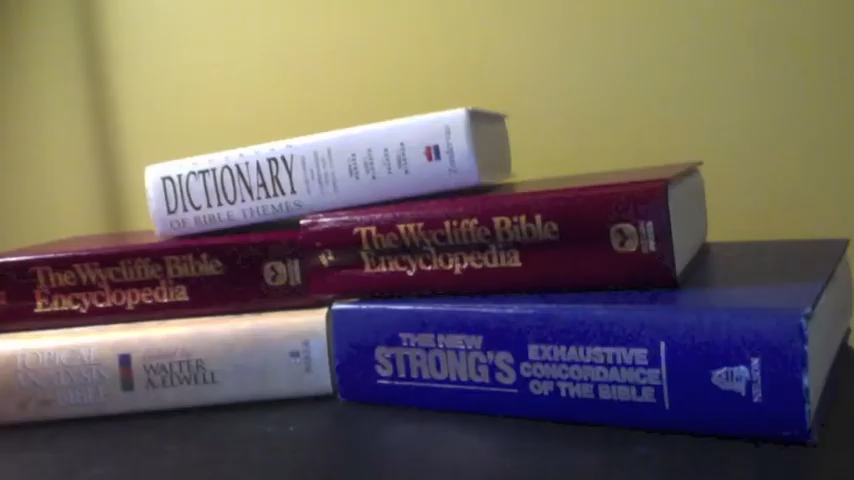 DICTIONARY
OF BIBLE THEMES
Zondervan
The Wycliffe Bible
Encyclopedia
The Wycliffe Bible
Encyclopedia
TOPICAL
ANALYSIS
BIBLE
WALTER
A. ELWELL
THE NEW
STRONG'S
EXHAUSTIVE
CONCORDANCE
OF THE BIBLE
NELSON